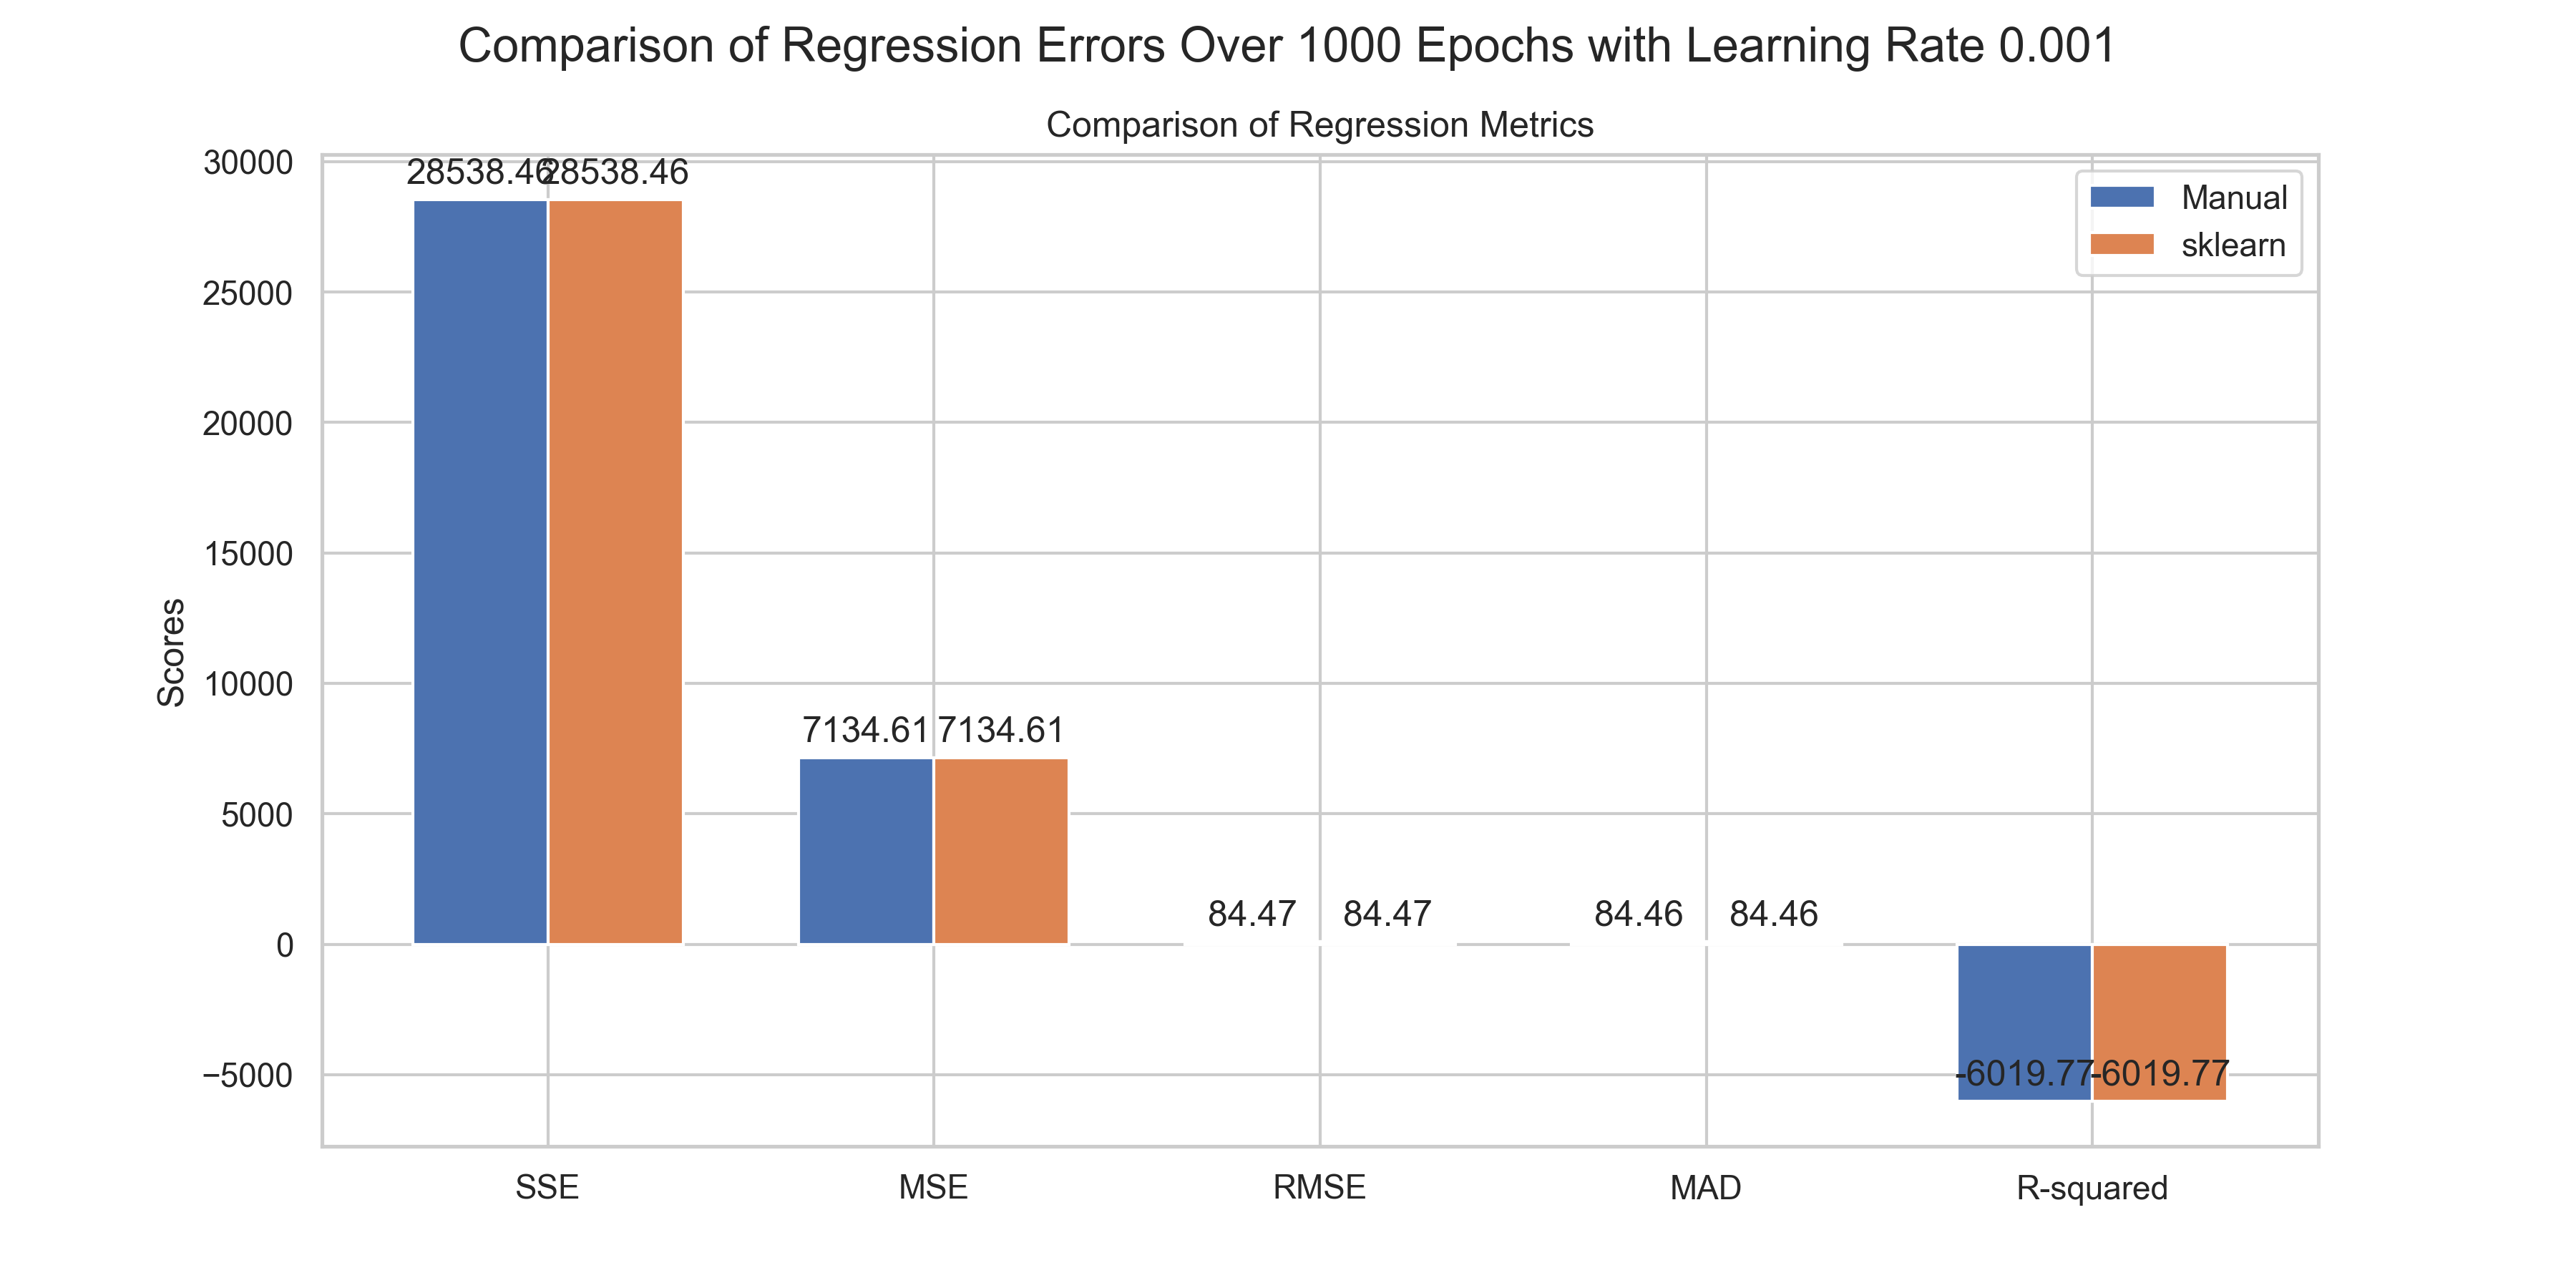 Comparison of Regression Errors Over 1000 Epochs with Learning Rate 0.001
Comparison of Regression Metrics
30000
25000
20000
15000
10000
5000
0
−5000
Scores
28538.46 28538.46
7134.61 7134.61
84.47 84.47
84.46 84.46
-6019.77 -6019.77
Manual
sklearn
SSE MSE RMSE MAD R-squared